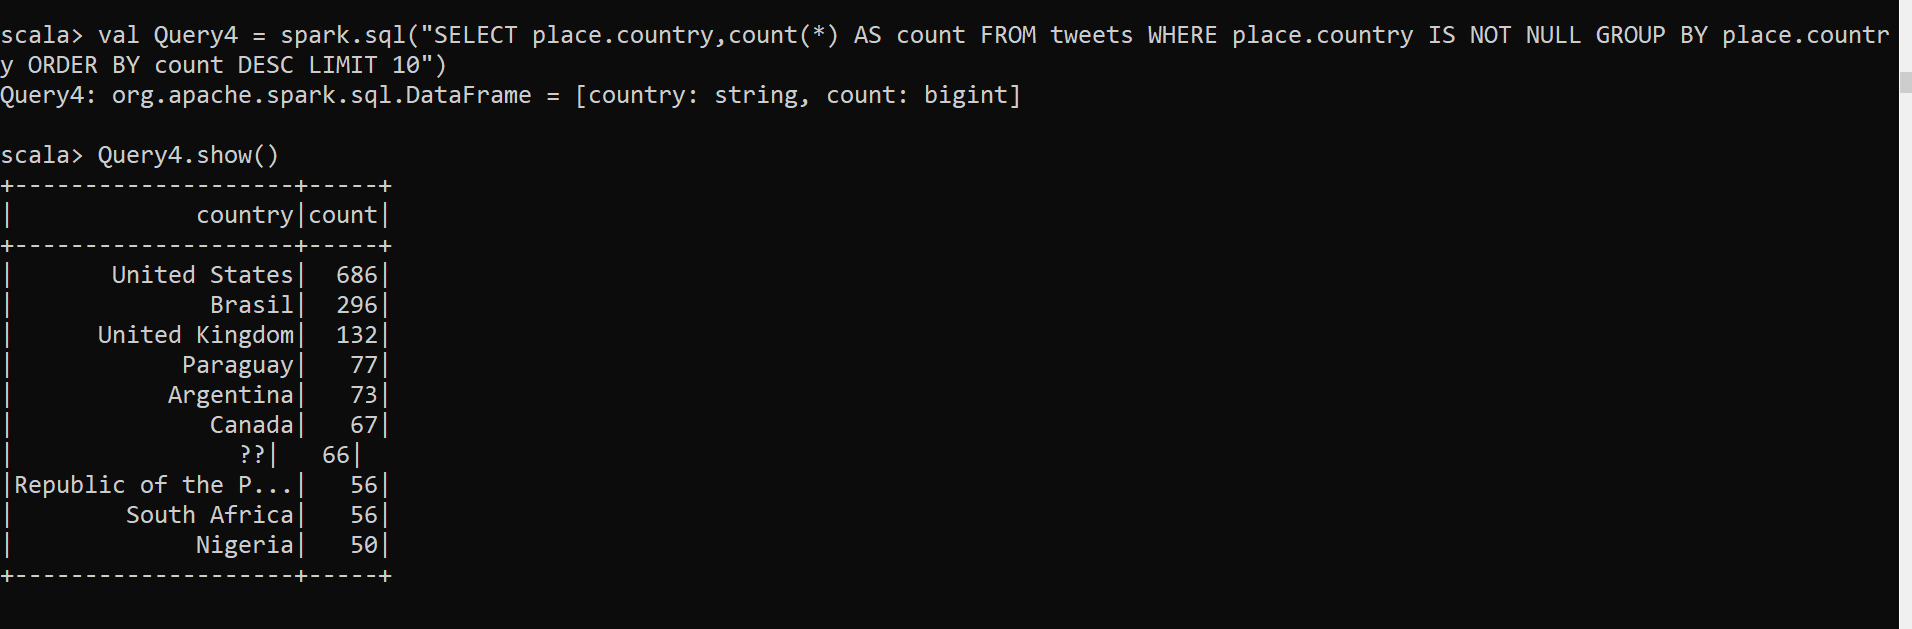 scala> val Query4 = spark.sql("SELECT place.country,count(*) AS count FROM tweets WHERE place.country IS NOT NULL GROUP BY place.countr
y ORDER BY count DESC LIMIT 10")
Query4: org.apache.spark.sql.DataFrame = [country: string, count: bigint]

scala> Query4.show()
+--------------------+-----+
|             country|count|
+--------------------+-----+
|       United States|  686|
|              Brasil|  296|
|      United Kingdom|  132|
|            Paraguay|   77|
|           Argentina|   73|
|              Canada|   67|
|                ??|   66|
|Republic of the P...|   56|
|        South Africa|   56|
|             Nigeria|   50|
+--------------------+-----+